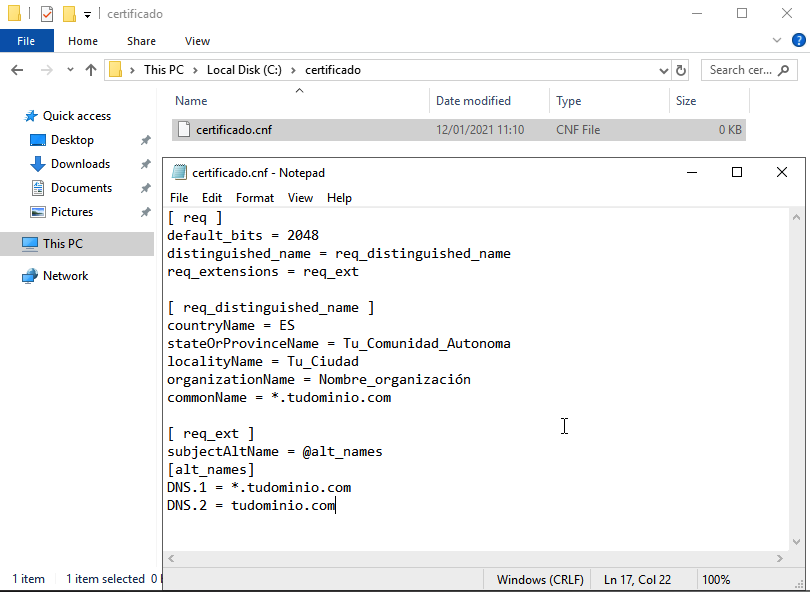 certificado
File Home Share View
This PC Local Disk (C:) certificado
Search cer...
Name Date modified Type Size
certificado.cnf 12/01/2021 11:10 CNF File 0 KB
Quick access
Desktop
Downloads
Documents
Pictures
This PC
Network
certificado.cnf - Notepad
File Edit Format View Help
[ req ]
default_bits = 2048
distinguished_name = req_distinguished_name
req_extensions = req_ext
[ req_distinguished_name ]
countryName = ES
stateOrProvinceName = Tu_Comunidad_Autonoma
localityName = Tu_Ciudad
organizationName = Nombre_organización
commonName = *.tudominio.com
[ req_ext ]
subjectAltName = @alt_names
[alt_names]
DNS.1 = *.tudominio.com
DNS.2 = tudominio.com
Windows (CRLF) Ln 17, Col 22 100%
1 item 1 item selected 0